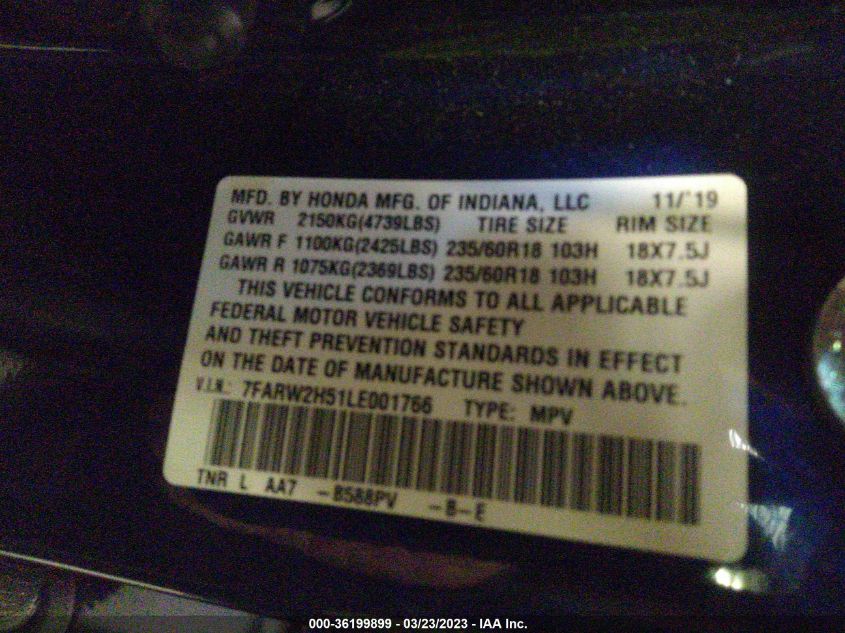 MFD. BY HONDA MFG. OF INDIANA, LLC 11/'19
GVWR 2150KG(4739LBS) TIRE SIZE RIM SIZE
GAWR F 1100KG(2425LBS) 235/60R18 103H 18X7.5J
GAWR R 1075KG(2369LBS) 235/60R18 103H 18X7.5J
THIS VEHICLE CONFORMS TO ALL APPLICABLE
FEDERAL MOTOR VEHICLE SAFETY
AND THEFT PREVENTION STANDARDS IN EFFECT
ON THE DATE OF MANUFACTURE SHOWN ABOVE.
V.I.N.: 7FARW2H51LE001766 TYPE: MPV
TNR L AA7 -B588PV -B-E
000-36199899 - 03/23/2023 - IAA Inc.